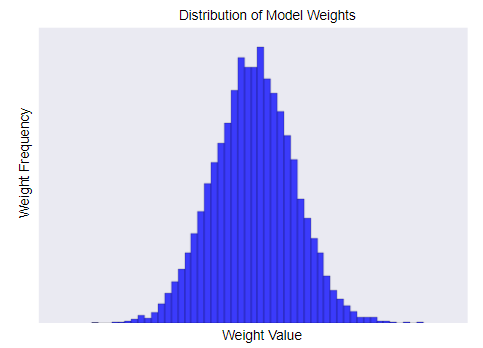 Distribution of Model Weights
Weight Frequency
Weight Value